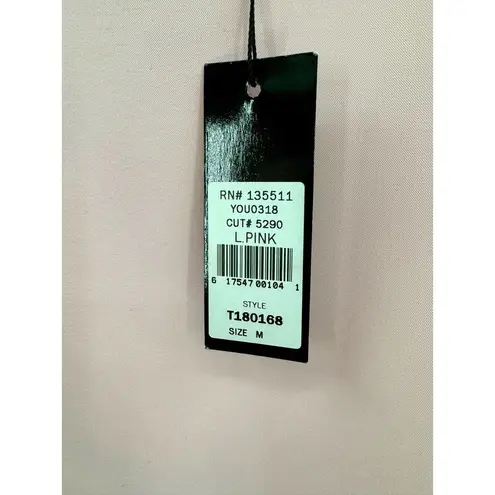 RN# 135511
YOU0318
CUT# 5290
L.PINK
6 17547 00104 1
STYLE
T180168
SIZE M